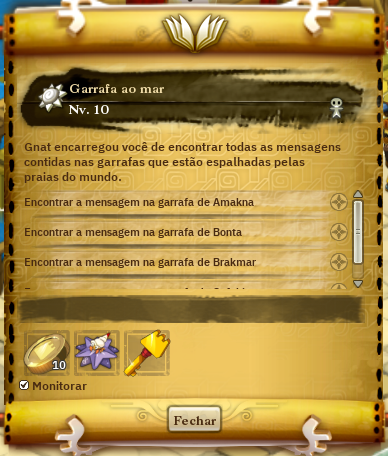 Garrafa ao mar
Nv. 10
Gnat encarregou você de encontrar todas as mensagens
contidas nas garrafas que estão espalhadas pelas
praias do mundo.
Encontrar a mensagem na garrafa de Amakna
Encontrar a mensagem na garrafa de Bonta
Encontrar a mensagem na garrafa de Brakmar
10
Monitorar
Fechar